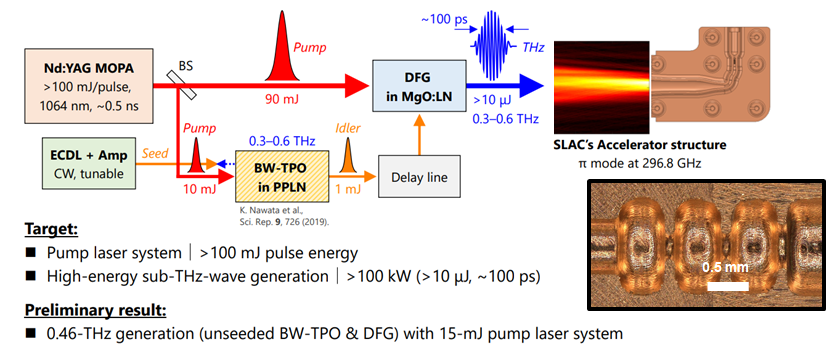 ~100 ps
Pump
THz
Nd:YAG MOPA
>100 mJ/pulse,
1064 nm, ~0.5 ns
BS
90 mJ
DFG
in MgO:LN
>10 μJ
0.3–0.6 THz
SLAC's Accelerator structure
π mode at 296.8 GHz
ECDL + Amp
CW, tunable
Seed
Pump
10 mJ
0.3–0.6 THz
BW-TPO
in PPLN
Idler
1 mJ
Delay line
K. Nawata et al.,
Sci. Rep. 9, 726 (2019).
0.5 mm
Target:
■ Pump laser system | >100 mJ pulse energy
■ High-energy sub-THz-wave generation | >100 kW (>10 μJ, ~100 ps)
Preliminary result:
■ 0.46-THz generation (unseeded BW-TPO & DFG) with 15-mJ pump laser system